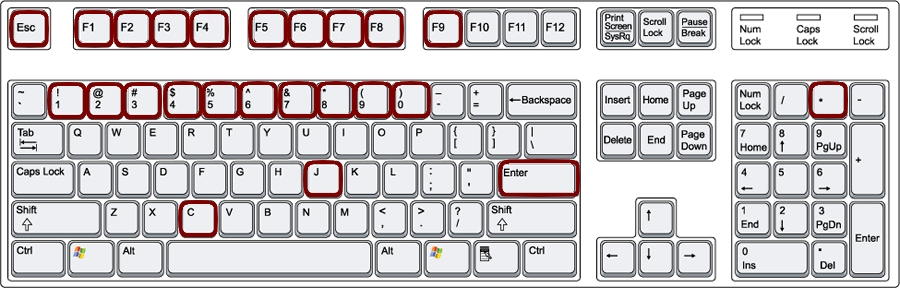 Esc F1 F2 F3 F4 F5 F6 F7 F8 F9 F10 F11 F12 Print Screen SysRq Scroll Lock Pause Break Num Lock Caps Lock Scroll Lock
~ ` ! 1 @ 2 # 3 $ 4 % 5 ^ 6 & 7 * 8 ( 9 ) 0 – - + = ←Backspace Insert Home Page Up Num Lock / * -
Tab Q W E R T Y U I O P { [ } ] | \ Delete End Page Down 7 Home 8 ↑ 9 PgUp +
Caps Lock A S D F G H J K L : ; " ' Enter 4 ← 5 6 →
Shift ⇧ Z X C V B N M < , > . ? / Shift ⇧ ↑ 1 End 2 ↓ 3 PgDn Enter
Ctrl Alt Alt Ctrl ← ↓ → 0 Ins . Del